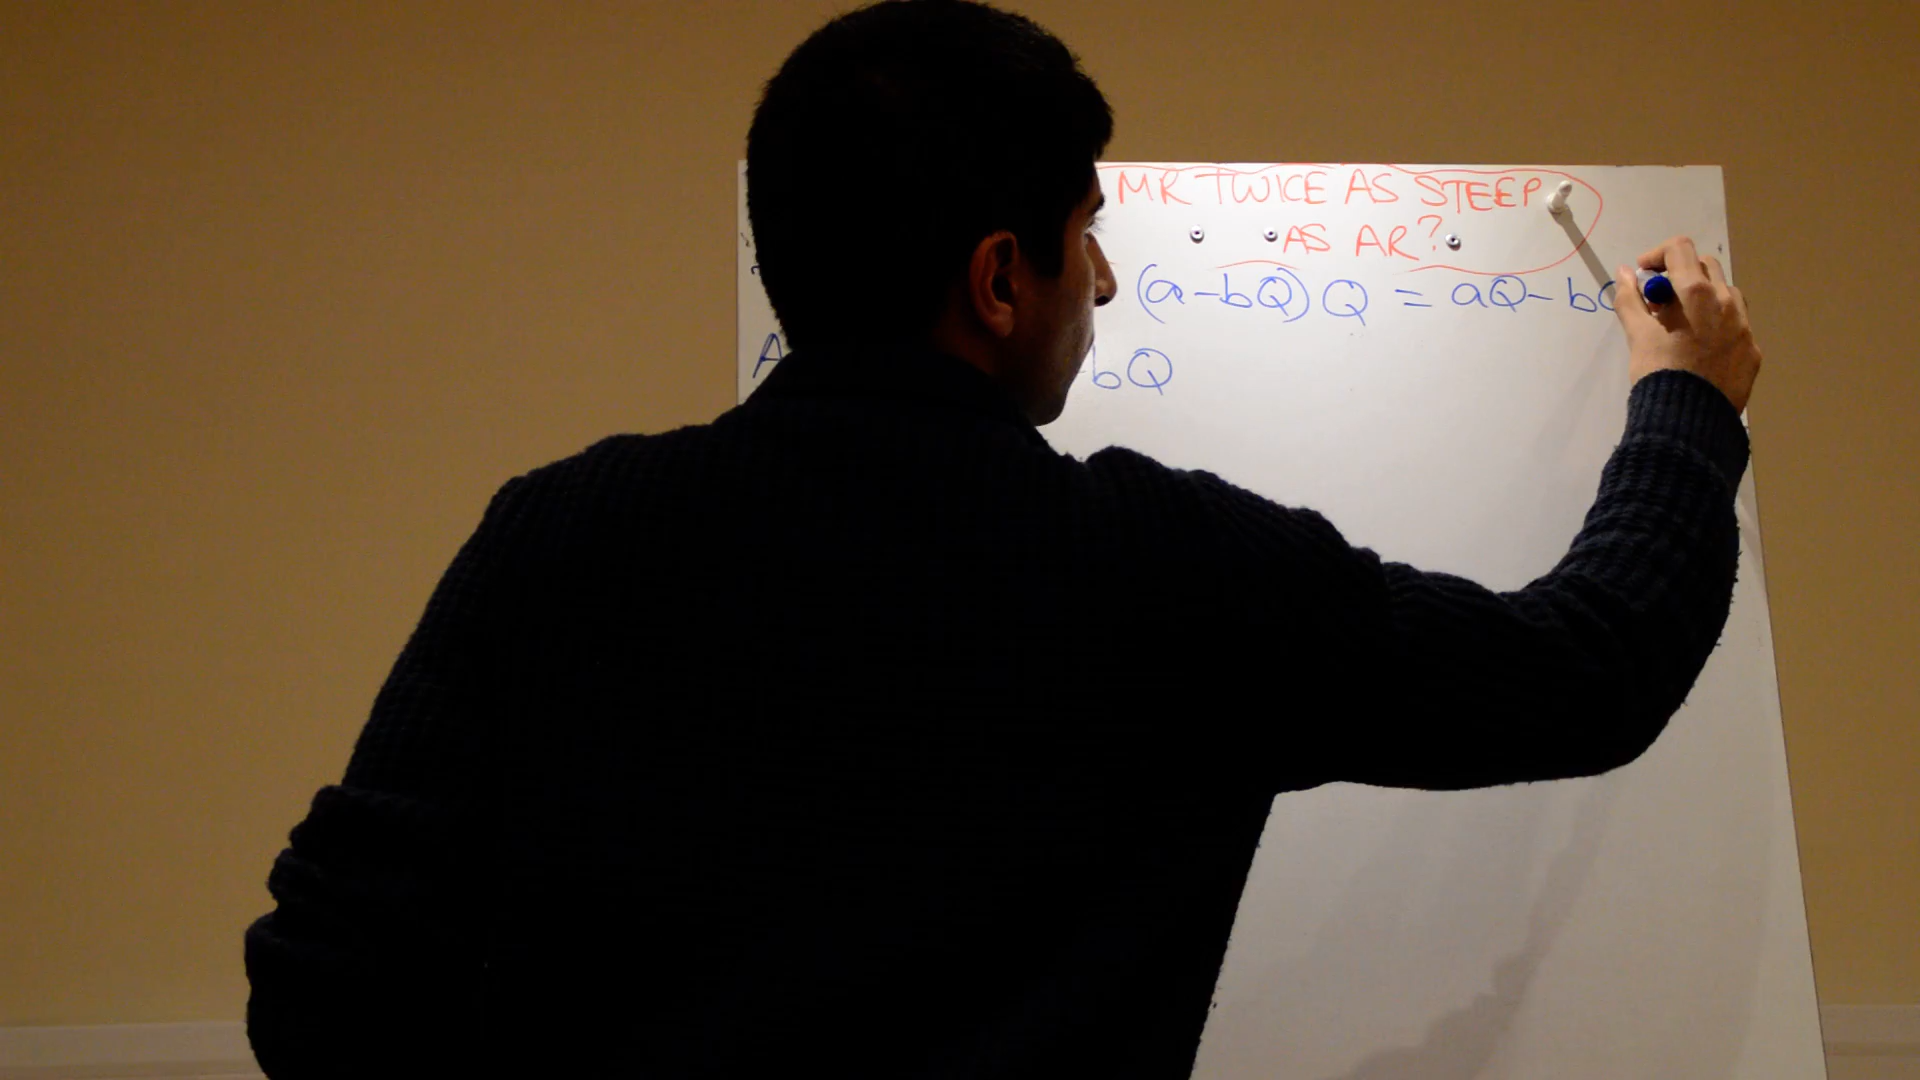 MR TWICE AS STEEP
AS AR?
(a-bQ)Q = aQ-bQ
A bQ